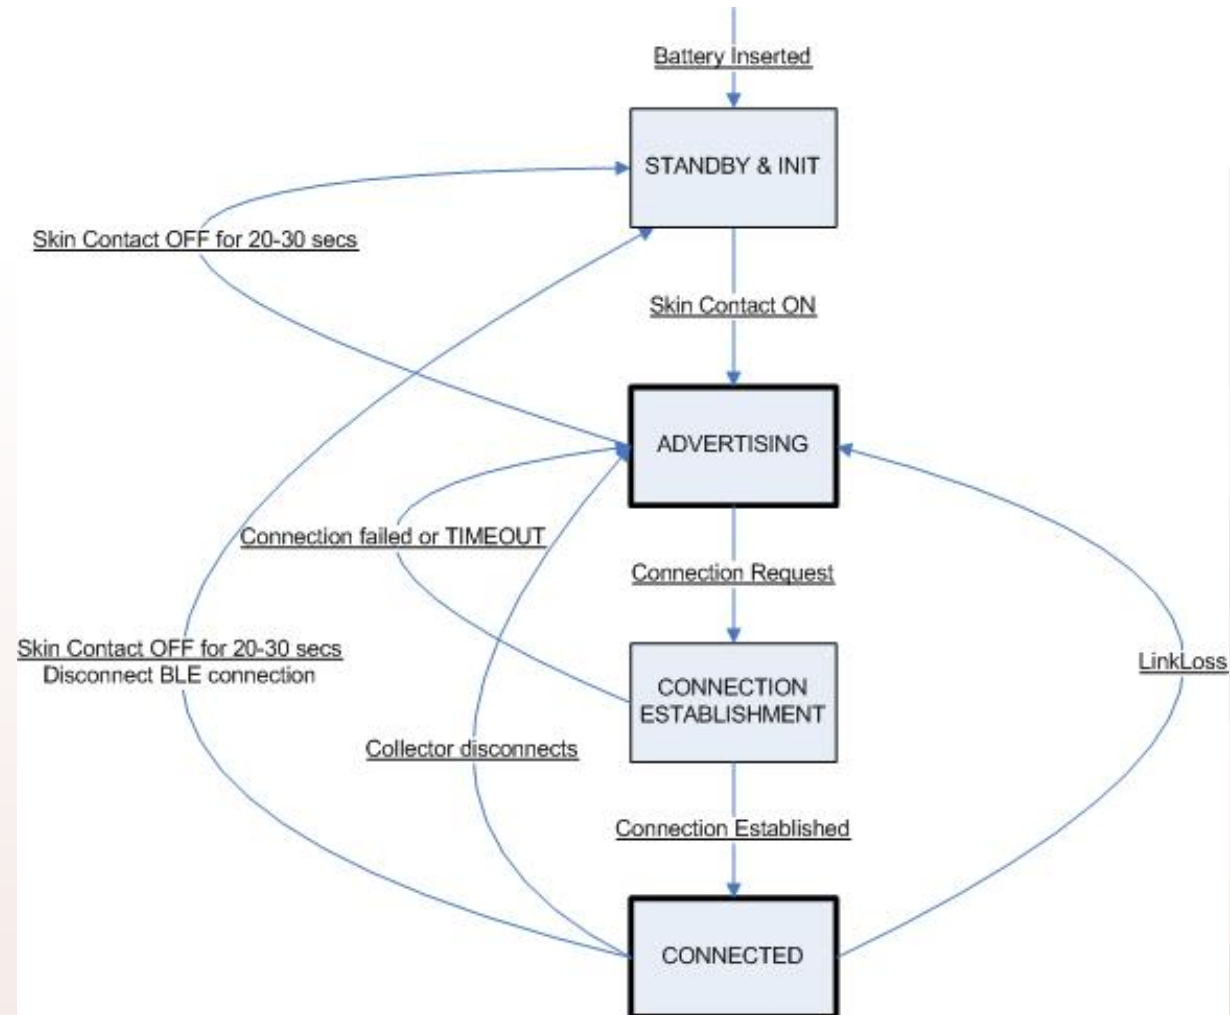 Battery Inserted
STANDBY & INIT
Skin Contact OFF for 20-30 secs
Skin Contact ON
ADVERTISING
Connection failed or TIMEOUT
Connection Request
Skin Contact OFF for 20-30 secs
Disconnect BLE connection
LinkLoss
CONNECTION
ESTABLISHMENT
Collector disconnects
Connection Established
CONNECTED